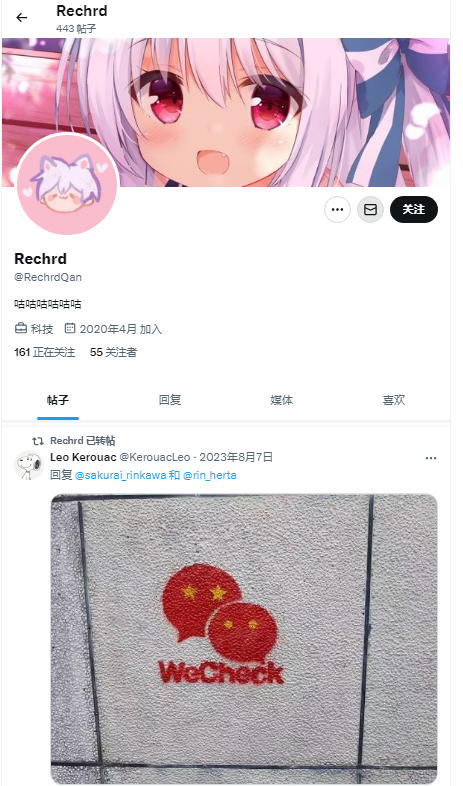 Rechrd
443 帖子
关注
Rechrd
@RechrdQan
咕咕咕咕咕咕
科技 2020年4月 加入
161 正在关注 55 关注者
帖子 回复 媒体 喜欢
Rechrd 已转帖
Leo Kerouac @KerouacLeo · 2023年8月7日
回复 @sakurai_rinkawa 和 @rin_herta
WeCheck